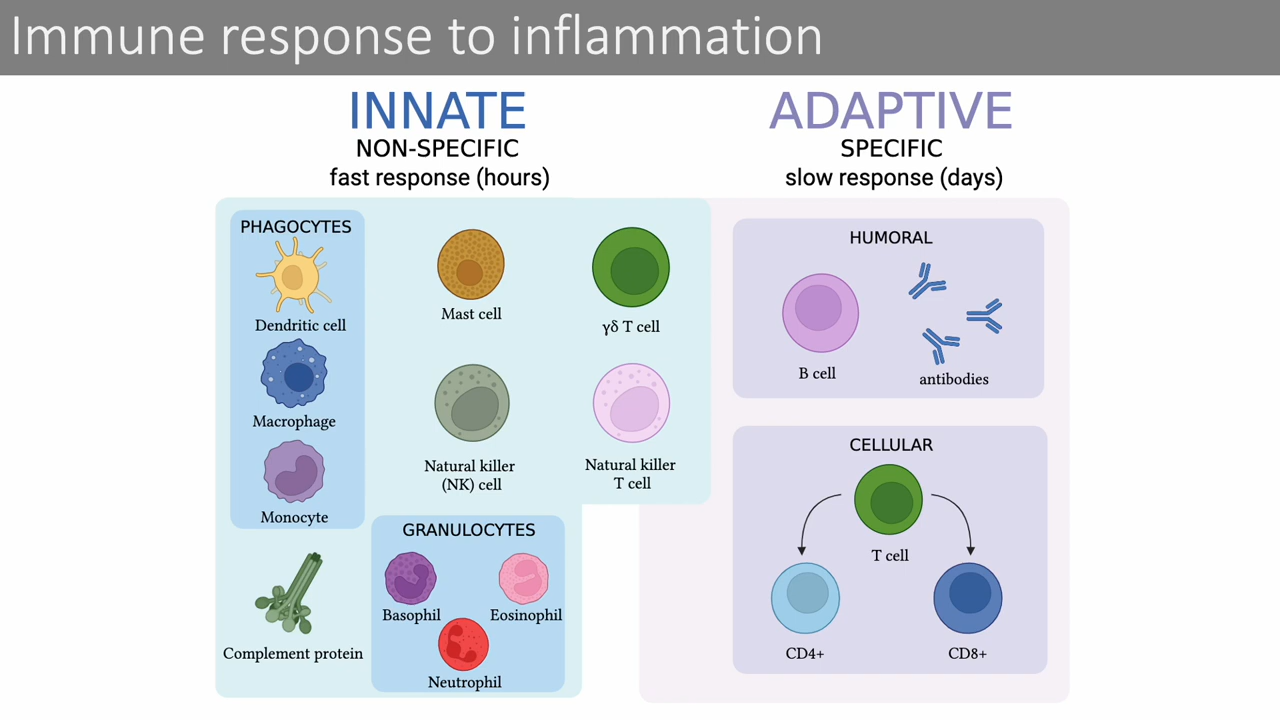 Immune response to inflammation
INNATE
NON-SPECIFIC
fast response (hours)
PHAGOCYTES
Dendritic cell
Macrophage
Monocyte
Complement protein
Mast cell
γδ T cell
Natural killer
(NK) cell
Natural killer
T cell
GRANULOCYTES
Basophil
Eosinophil
Neutrophil
ADAPTIVE
SPECIFIC
slow response (days)
HUMORAL
B cell
antibodies
CELLULAR
T cell
CD4+
CD8+